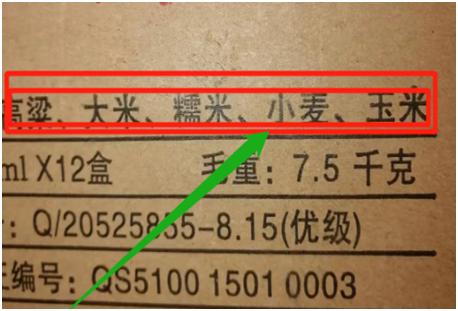 高粱、大米、糯米、小麦、玉米
ml X12盒 毛重：7.5 千克
：Q/20525855-8.15(优级)
编号：QS5100 1501 0003